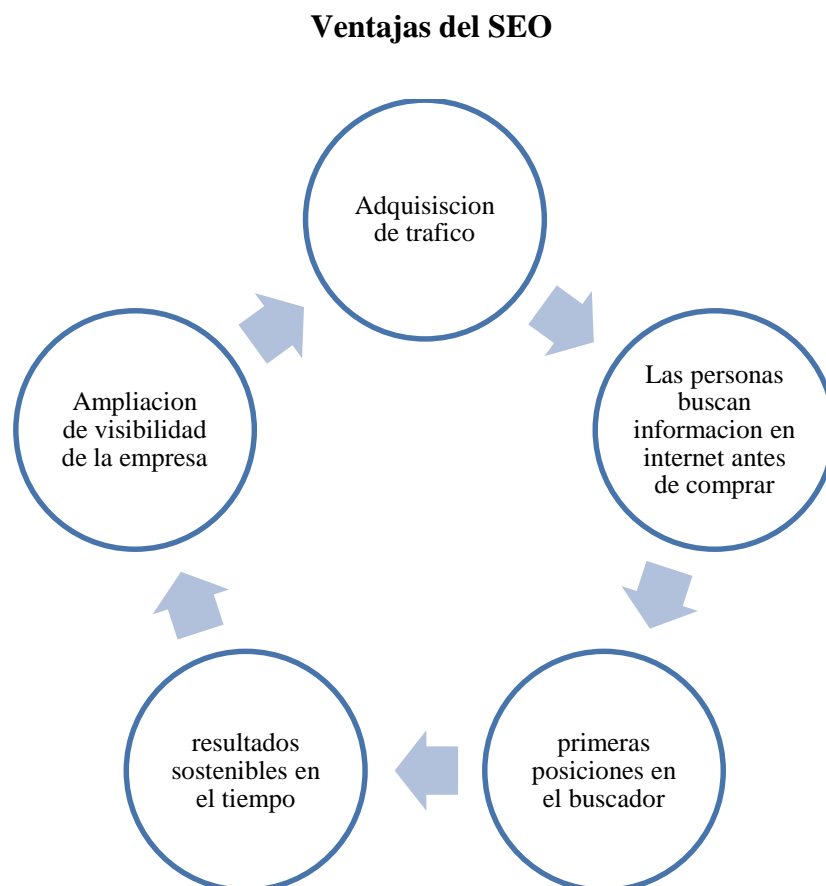 Ventajas del SEO
Adquisiscion
de trafico
Las personas
buscan
informacion en
internet antes
de comprar
primeras
posiciones en
el buscador
resultados
sostenibles en
el tiempo
Ampliacion
de visibilidad
de la empresa